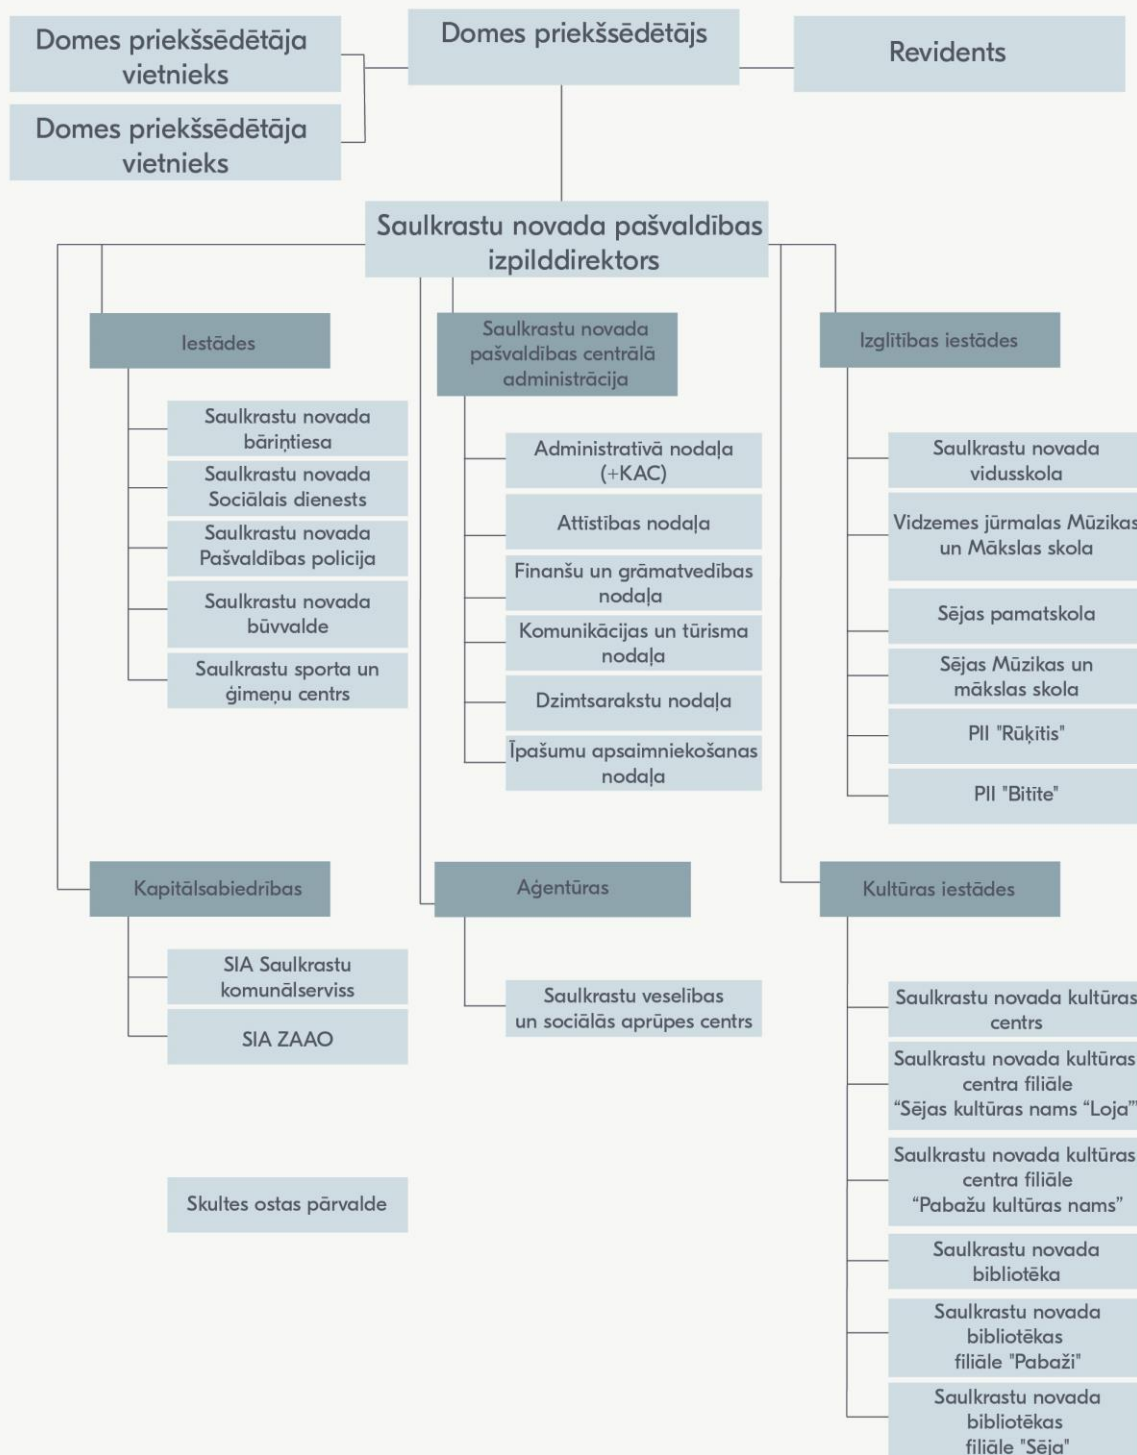 Domes priekšsēdētāja
vietnieks
Domes priekšsēdētājs
Revidents
Domes priekšsēdētāja
vietnieks
Saulkrastu novada pašvaldības
izpilddirektors
Iestādes
Saulkrastu novada
bāriņtiesa
Saulkrastu novada
Sociālais dienests
Saulkrastu novada
Pašvaldības policija
Saulkrastu novada
būvvalde
Saulkrastu sporta un
ģimeņu centrs
Saulkrastu novada
pašvaldības centrālā
administrācija
Administratīvā nodaļa
(+KAC)
Attīstības nodaļa
Finanšu un grāmatvedības
nodaļa
Komunikācijas un tūrisma
nodaļa
Dzimtsarakstu nodaļa
Īpašumu apsaimniekošanas
nodaļa
Izglītības iestādes
Saulkrastu novada
vidusskola
Vidzemes jūrmalas Mūzikas
un Mākslas skola
Sējas pamatskola
Sējas Mūzikas un
mākslas skola
PII "Rūķītis"
PII "Bitīte"
Kapitālsabiedrības
SIA Saulkrastu
komunālserviss
SIA ZAAO
Skultes ostas pārvalde
Aģentūras
Saulkrastu veselības
un sociālās aprūpes centrs
Kultūras iestādes
Saulkrastu novada kultūras
centrs
Saulkrastu novada kultūras
centra filiāle
“Sējas kultūras nams “Loja””
Saulkrastu novada kultūras
centra filiāle
“Pabažu kultūras nams”
Saulkrastu novada
bibliotēka
Saulkrastu novada
bibliotēkas
filiāle "Pabaži"
Saulkrastu novada
bibliotēkas
filiāle "Sēja"